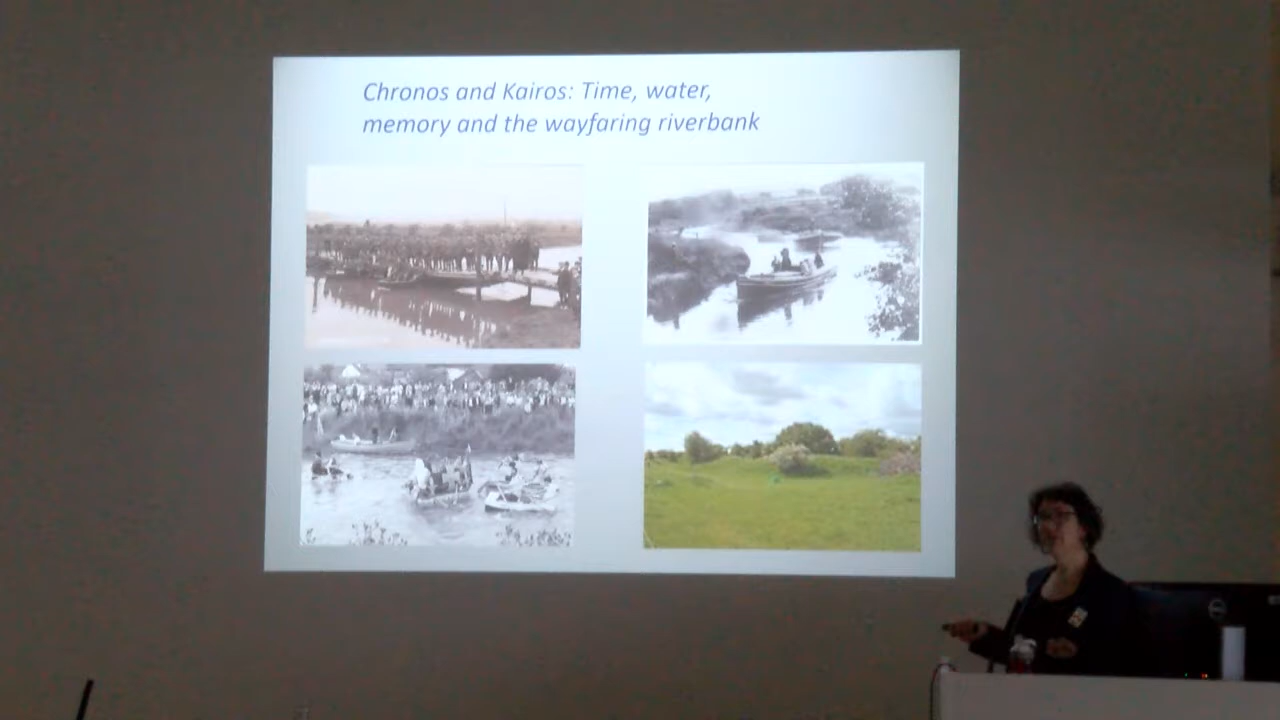 Chronos and Kairos: Time, water,
memory and the wayfaring riverbank